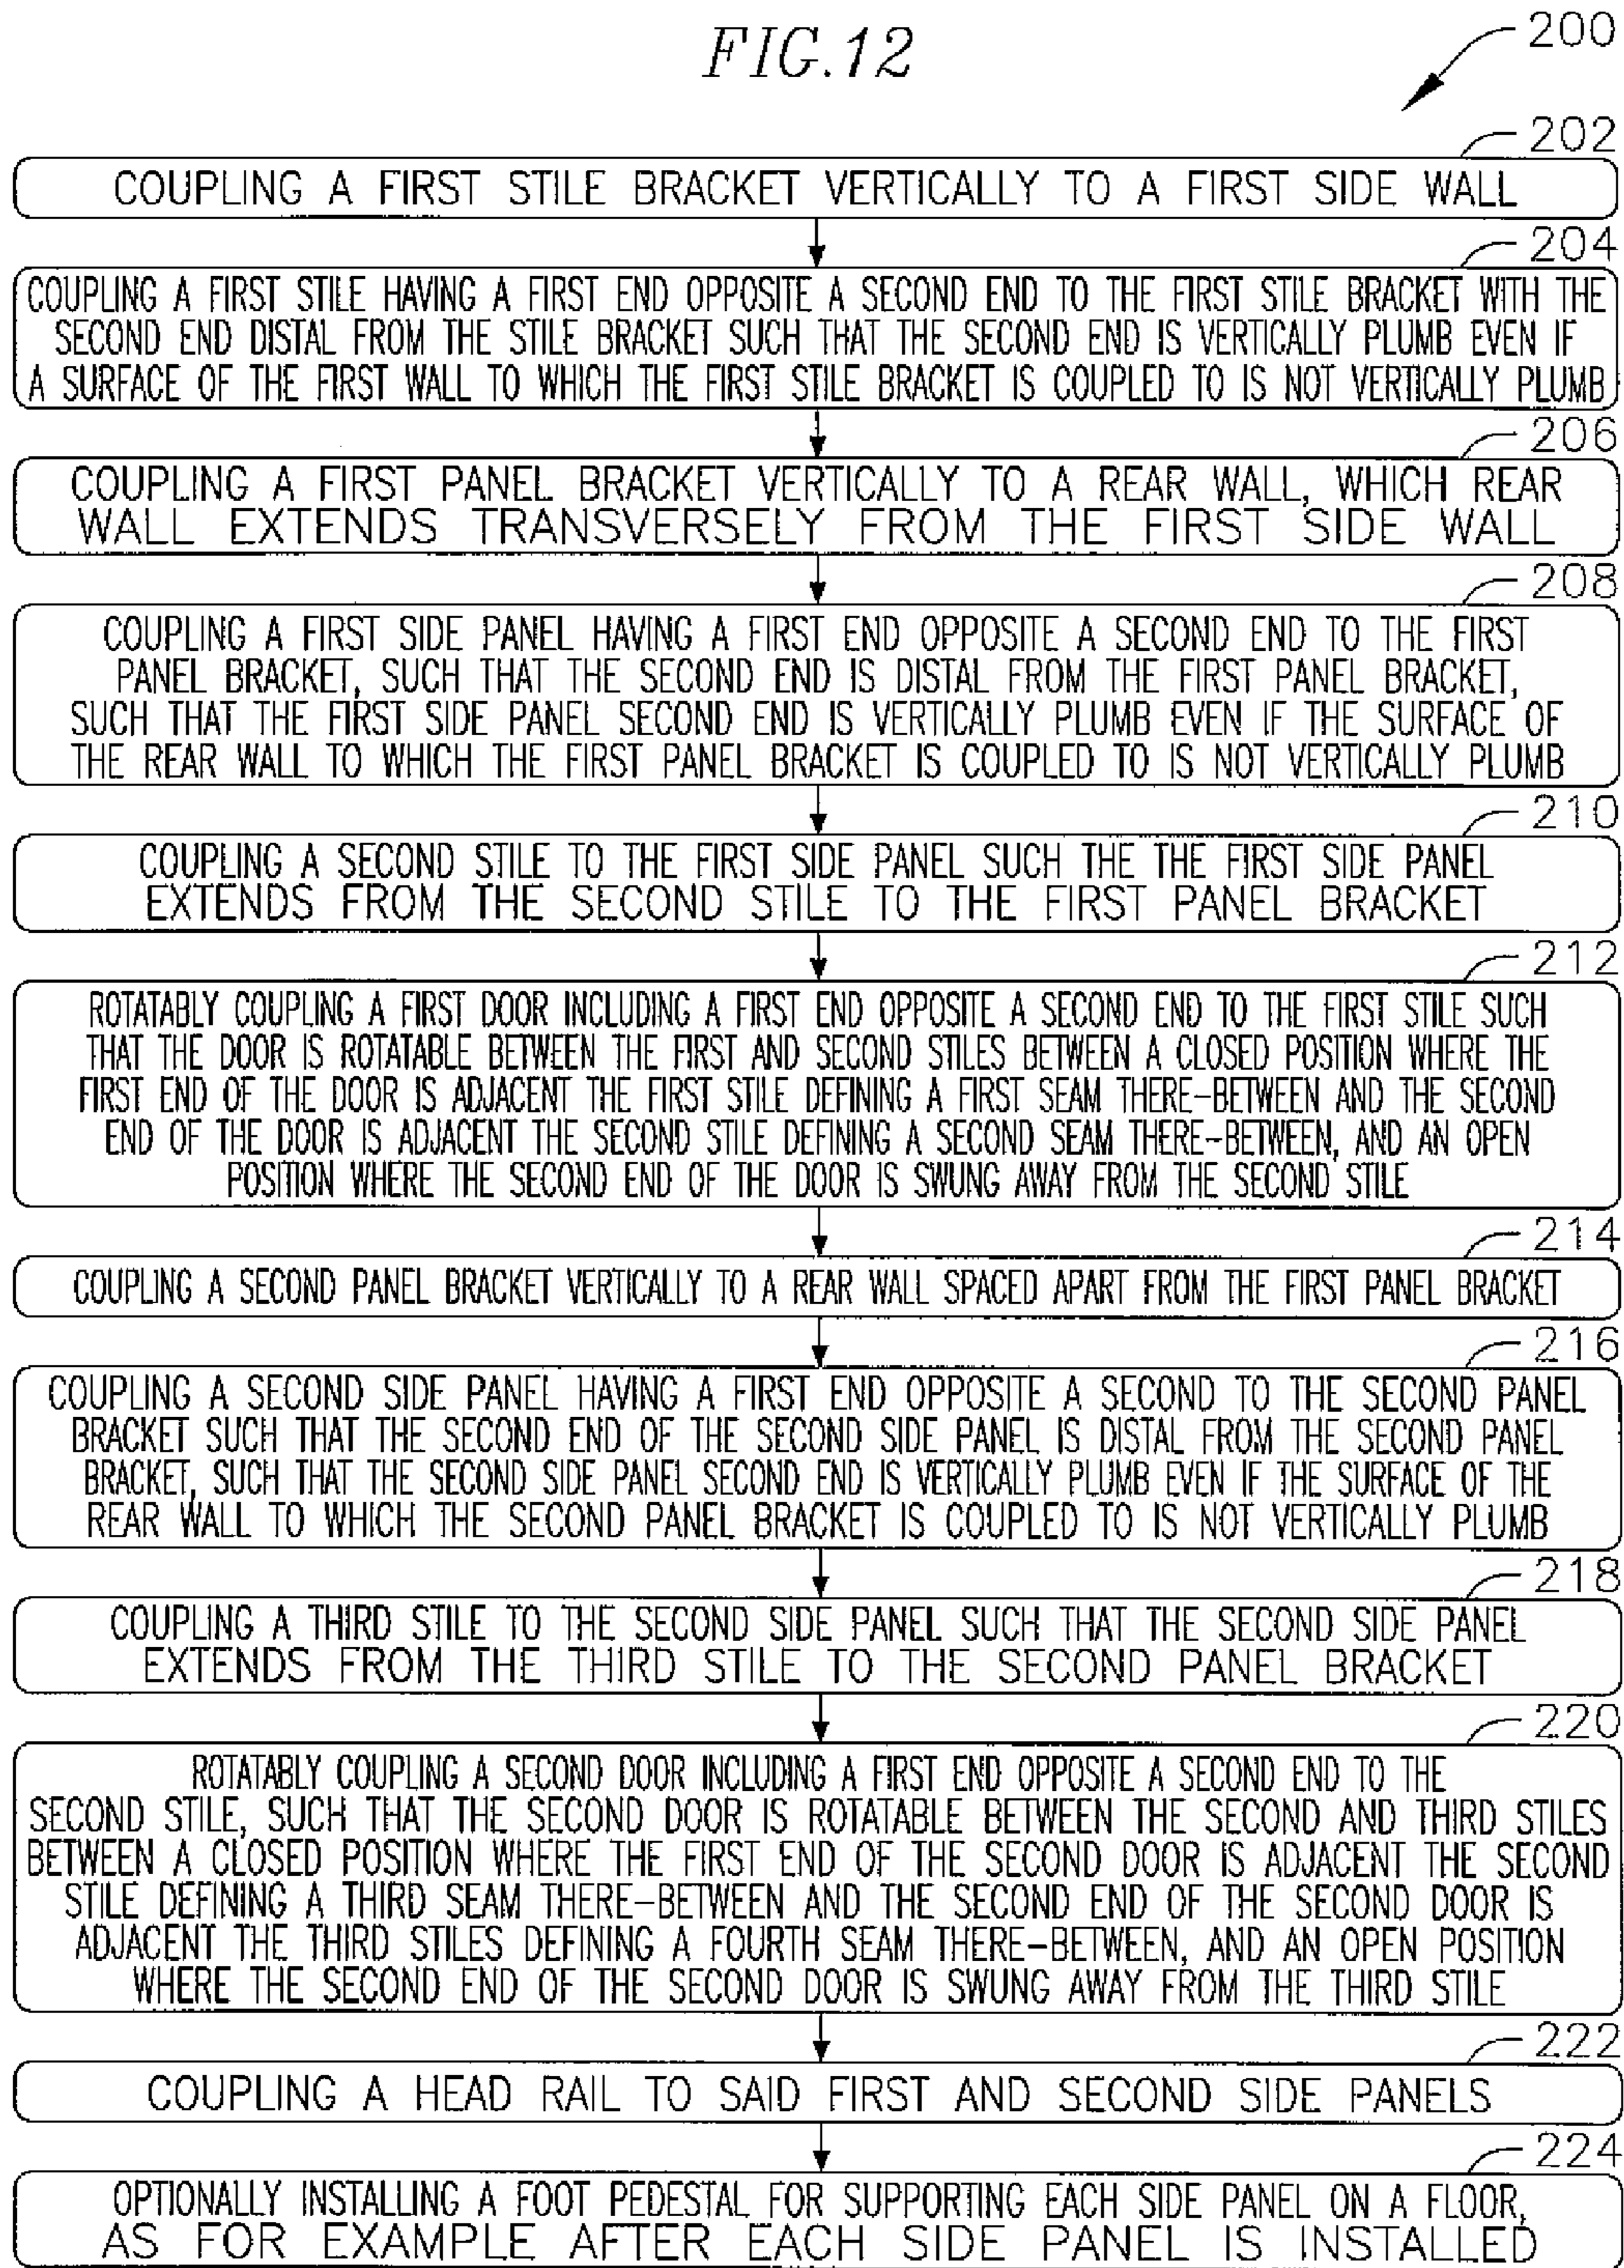 FIG.12
200
202
COUPLING A FIRST STILE BRACKET VERTICALLY TO A FIRST SIDE WALL
204
COUPLING A FIRST STILE HAVING A FIRST END OPPOSITE A SECOND END TO THE FIRST STILE BRACKET WITH THE
SECOND END DISTAL FROM THE STILE BRACKET SUCH THAT THE SECOND END IS VERTICALLY PLUMB EVEN IF
A SURFACE OF THE FIRST WALL TO WHICH THE FIRST STILE BRACKET IS COUPLED TO IS NOT VERTICALLY PLUMB
206
COUPLING A FIRST PANEL BRACKET VERTICALLY TO A REAR WALL, WHICH REAR
WALL EXTENDS TRANSVERSELY FROM THE FIRST SIDE WALL
208
COUPLING A FIRST SIDE PANEL HAVING A FIRST END OPPOSITE A SECOND END TO THE FIRST
PANEL BRACKET, SUCH THAT THE SECOND END IS DISTAL FROM THE FIRST PANEL BRACKET,
SUCH THAT THE FIRST SIDE PANEL SECOND END IS VERTICALLY PLUMB EVEN IF THE SURFACE OF
THE REAR WALL TO WHICH THE FIRST PANEL BRACKET IS COUPLED TO IS NOT VERTICALLY PLUMB
210
COUPLING A SECOND STILE TO THE FIRST SIDE PANEL SUCH THE THE FIRST SIDE PANEL
EXTENDS FROM THE SECOND STILE TO THE FIRST PANEL BRACKET
212
ROTATABLY COUPLING A FIRST DOOR INCLUDING A FIRST END OPPOSITE A SECOND END TO THE FIRST STILE SUCH
THAT THE DOOR IS ROTATABLE BETWEEN THE FIRST AND SECOND STILES BETWEEN A CLOSED POSITION WHERE THE
FIRST END OF THE DOOR IS ADJACENT THE FIRST STILE DEFINING A FIRST SEAM THERE-BETWEEN AND THE SECOND
END OF THE DOOR IS ADJACENT THE SECOND STILE DEFINING A SECOND SEAM THERE-BETWEEN, AND AN OPEN
POSITION WHERE THE SECOND END OF THE DOOR IS SWUNG AWAY FROM THE SECOND STILE
214
COUPLING A SECOND PANEL BRACKET VERTICALLY TO A REAR WALL SPACED APART FROM THE FIRST PANEL BRACKET
216
COUPLING A SECOND SIDE PANEL HAVING A FIRST END OPPOSITE A SECOND TO THE SECOND PANEL
BRACKET SUCH THAT THE SECOND END OF THE SECOND SIDE PANEL IS DISTAL FROM THE SECOND PANEL
BRACKET, SUCH THAT THE SECOND SIDE PANEL SECOND END IS VERTICALLY PLUMB EVEN IF THE SURFACE OF THE
REAR WALL TO WHICH THE SECOND PANEL BRACKET IS COUPLED TO IS NOT VERTICALLY PLUMB
218
COUPLING A THIRD STILE TO THE SECOND SIDE PANEL SUCH THAT THE SECOND SIDE PANEL
EXTENDS FROM THE THIRD STILE TO THE SECOND PANEL BRACKET
220
ROTATABLY COUPLING A SECOND DOOR INCLUDING A FIRST END OPPOSITE A SECOND END TO THE
SECOND STILE, SUCH THAT THE SECOND DOOR IS ROTATABLE BETWEEN THE SECOND AND THIRD STILES
BETWEEN A CLOSED POSITION WHERE THE FIRST END OF THE SECOND DOOR IS ADJACENT THE SECOND
STILE DEFINING A THIRD SEAM THERE-BETWEEN AND THE SECOND END OF THE SECOND DOOR IS
ADJACENT THE THIRD STILES DEFINING A FOURTH SEAM THERE-BETWEEN, AND AN OPEN POSITION
WHERE THE SECOND END OF THE SECOND DOOR IS SWUNG AWAY FROM THE THIRD STILE
222
COUPLING A HEAD RAIL TO SAID FIRST AND SECOND SIDE PANELS
224
OPTIONALLY INSTALLING A FOOT PEDESTAL FOR SUPPORTING EACH SIDE PANEL ON A FLOOR,
AS FOR EXAMPLE AFTER EACH SIDE PANEL IS INSTALLED